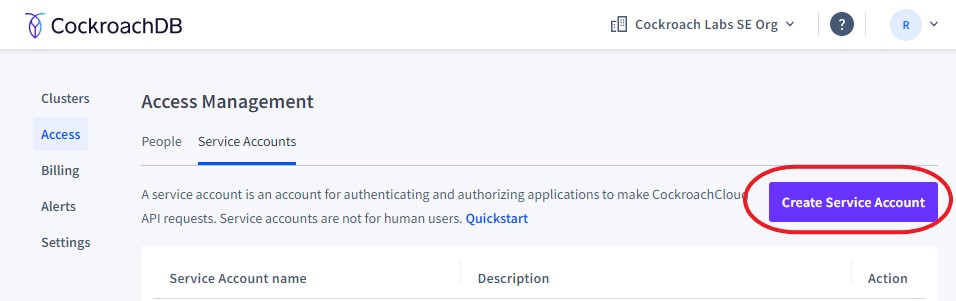 CockroachDB
Cockroach Labs SE Org
?
R
Clusters
Access
Billing
Alerts
Settings
Access Management
People
Service Accounts
A service account is an account for authenticating and authorizing applications to make CockroachCloud
API requests. Service accounts are not for human users. Quickstart
Create Service Account
Service Account name
Description
Action